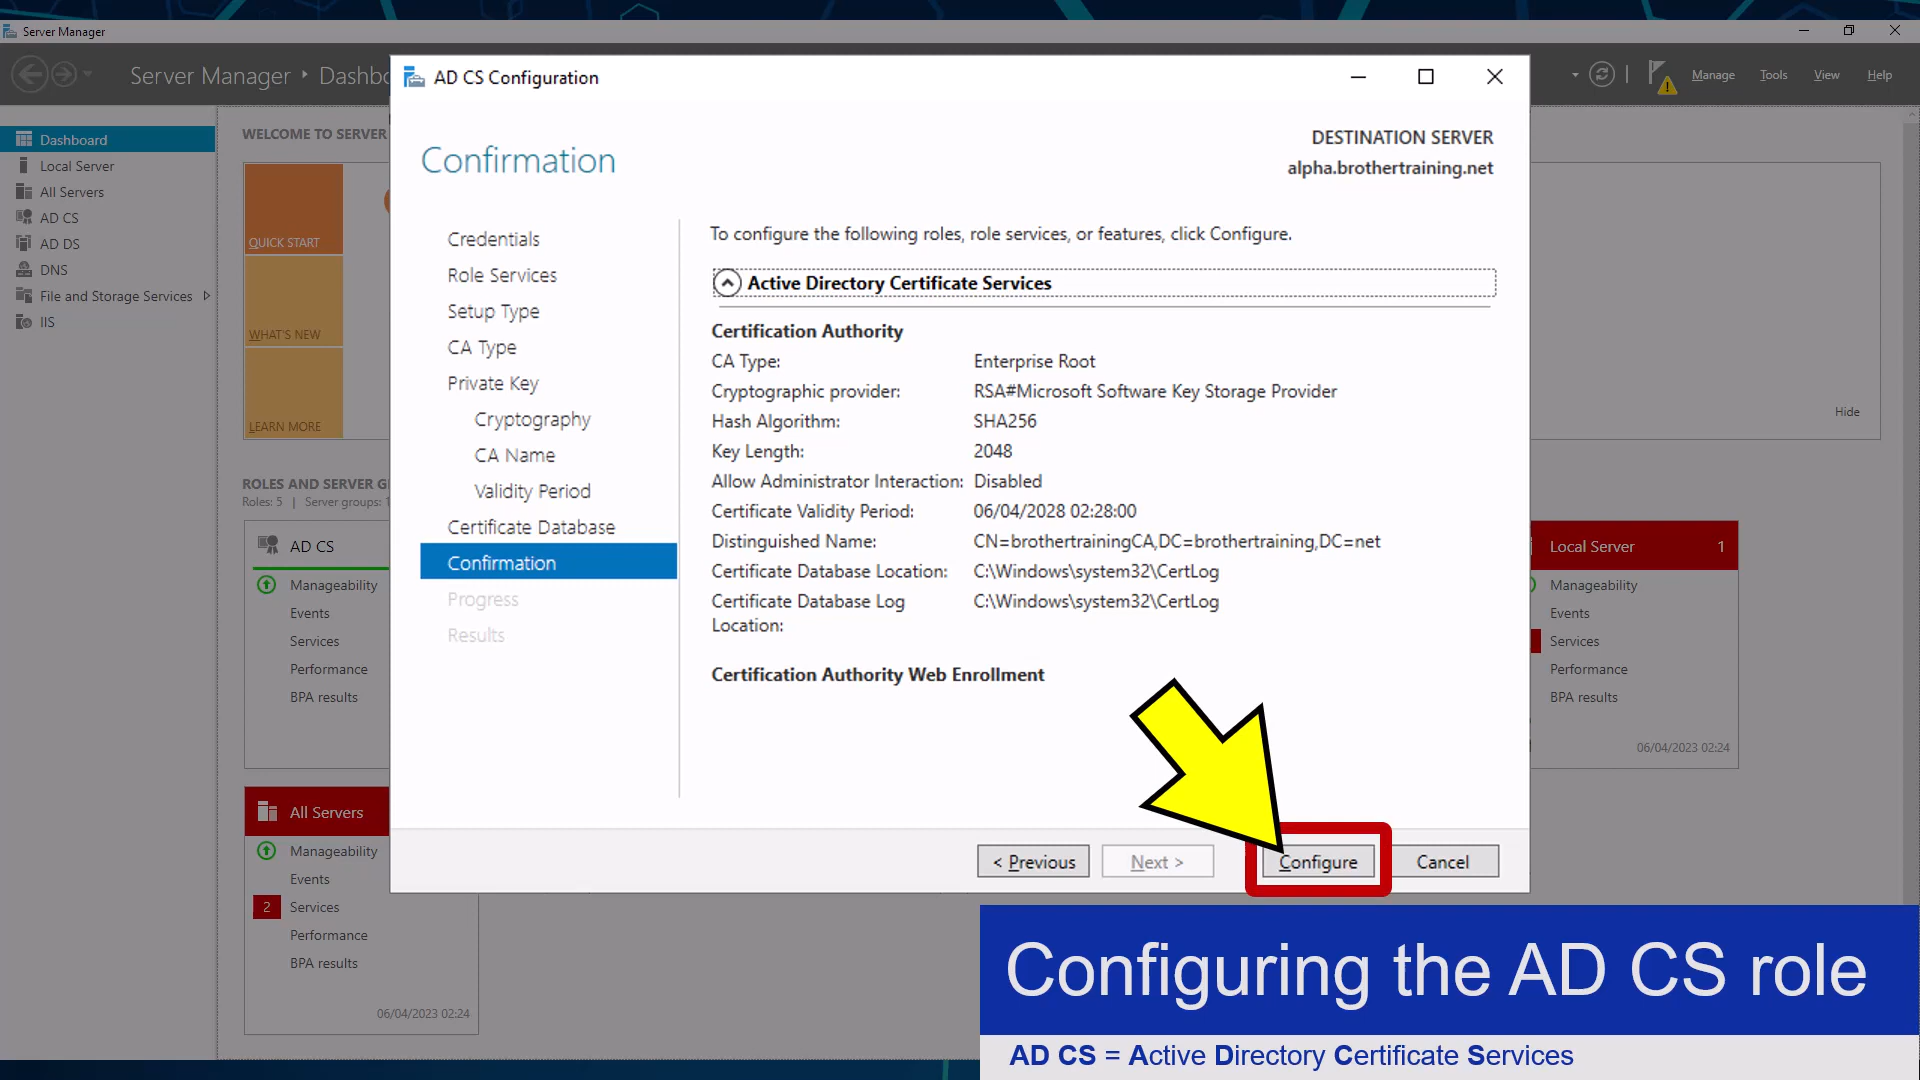 Server Manager
Server Manager • Dashbo
Manage
Tools
View
Help
Dashboard
Local Server
All Servers
AD CS
AD DS
DNS
File and Storage Services
IIS
WELCOME TO SERVER
QUICK START
WHAT'S NEW
LEARN MORE
Hide
ROLES AND SERVER G
Roles: 5 | Server groups: 1
AD CS
Manageability
Events
Services
Performance
BPA results
Local Server 1
Manageability
Events
Services
Performance
BPA results
06/04/2023 02:24
All Servers
Manageability
Events
2 Services
Performance
BPA results
06/04/2023 02:24
AD CS Configuration
Confirmation
DESTINATION SERVER
alpha.brothertraining.net
Credentials
Role Services
Setup Type
CA Type
Private Key
Cryptography
CA Name
Validity Period
Certificate Database
Confirmation
Progress
Results
To configure the following roles, role services, or features, click Configure.
Active Directory Certificate Services
Certification Authority
CA Type: Enterprise Root
Cryptographic provider: RSA#Microsoft Software Key Storage Provider
Hash Algorithm: SHA256
Key Length: 2048
Allow Administrator Interaction: Disabled
Certificate Validity Period: 06/04/2028 02:28:00
Distinguished Name: CN=brothertrainingCA,DC=brothertraining,DC=net
Certificate Database Location: C:\Windows\system32\CertLog
Certificate Database Log C:\Windows\system32\CertLog
Location:
Certification Authority Web Enrollment
< Previous
Next >
Configure
Cancel
Configuring the AD CS role
AD CS = Active Directory Certificate Services